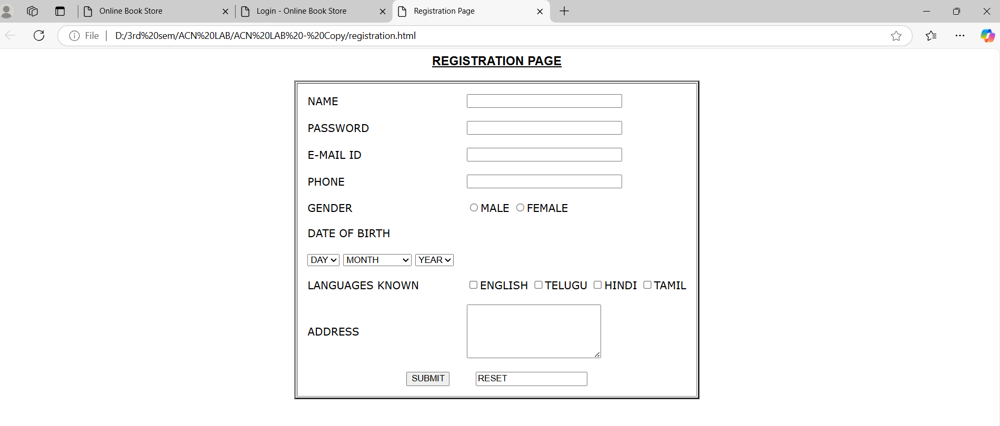 Online Book Store
Login - Online Book Store
Registration Page
File
D:/3rd%20sem/ACN%20LAB/ACN%20LAB%20-%20Copy/registration.html
REGISTRATION PAGE
NAME
PASSWORD
E-MAIL ID
PHONE
GENDER MALE FEMALE
DATE OF BIRTH
DAY MONTH YEAR
LANGUAGES KNOWN ENGLISH TELUGU HINDI TAMIL
ADDRESS
SUBMIT RESET